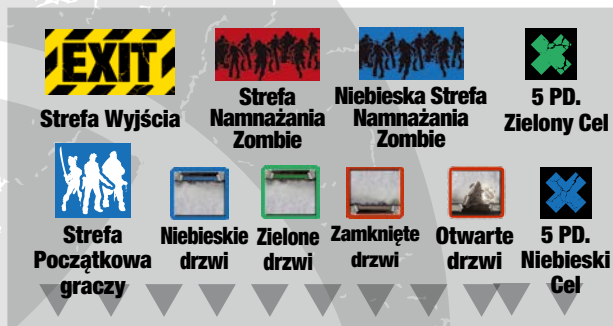 EXIT
Strefa Wyjścia
Strefa
Namnażania
Zombie
Niebieska Strefa
Namnażania
Zombie
5 PD.
Zielony Cel
Strefa
Początkowa
graczy
Niebieskie
drzwi
Zielone
drzwi
Zamknięte
drzwi
Otwarte
drzwi
5 PD.
Niebieski
Cel